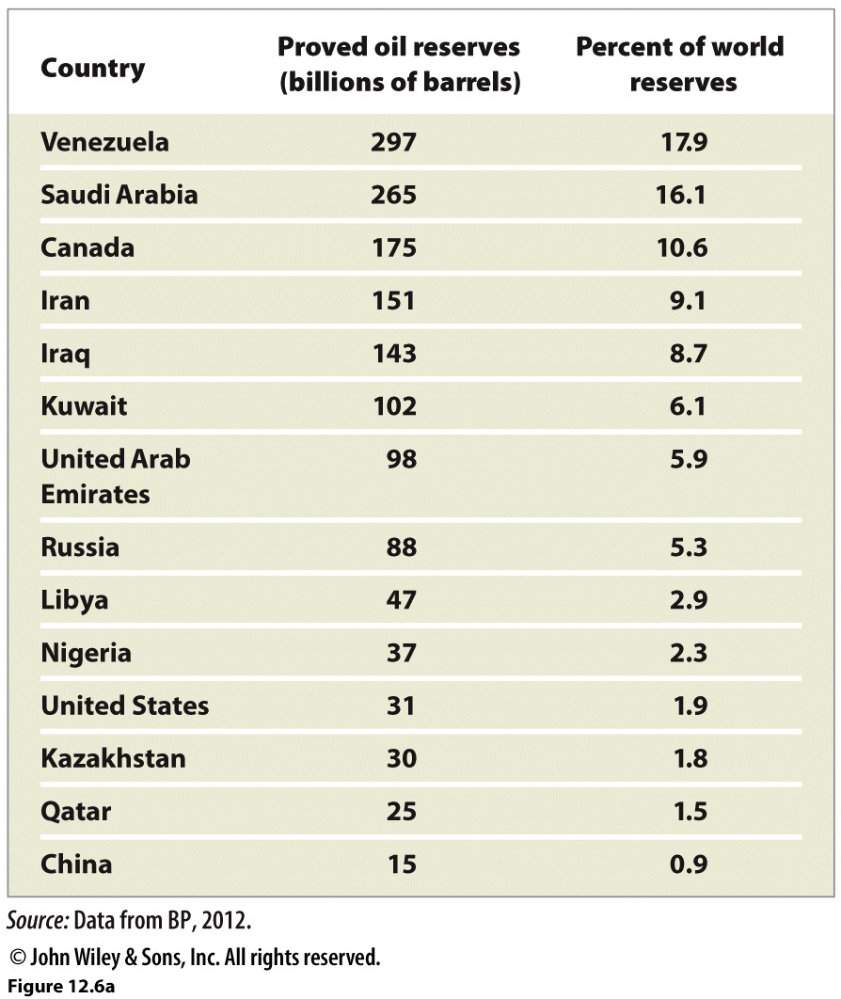 Country Proved oil reserves (billions of barrels) Percent of world reserves
Venezuela 297 17.9
Saudi Arabia 265 16.1
Canada 175 10.6
Iran 151 9.1
Iraq 143 8.7
Kuwait 102 6.1
United Arab Emirates 98 5.9
Russia 88 5.3
Libya 47 2.9
Nigeria 37 2.3
United States 31 1.9
Kazakhstan 30 1.8
Qatar 25 1.5
China 15 0.9
Source: Data from BP, 2012.
© John Wiley & Sons, Inc. All rights reserved.
Figure 12.6a